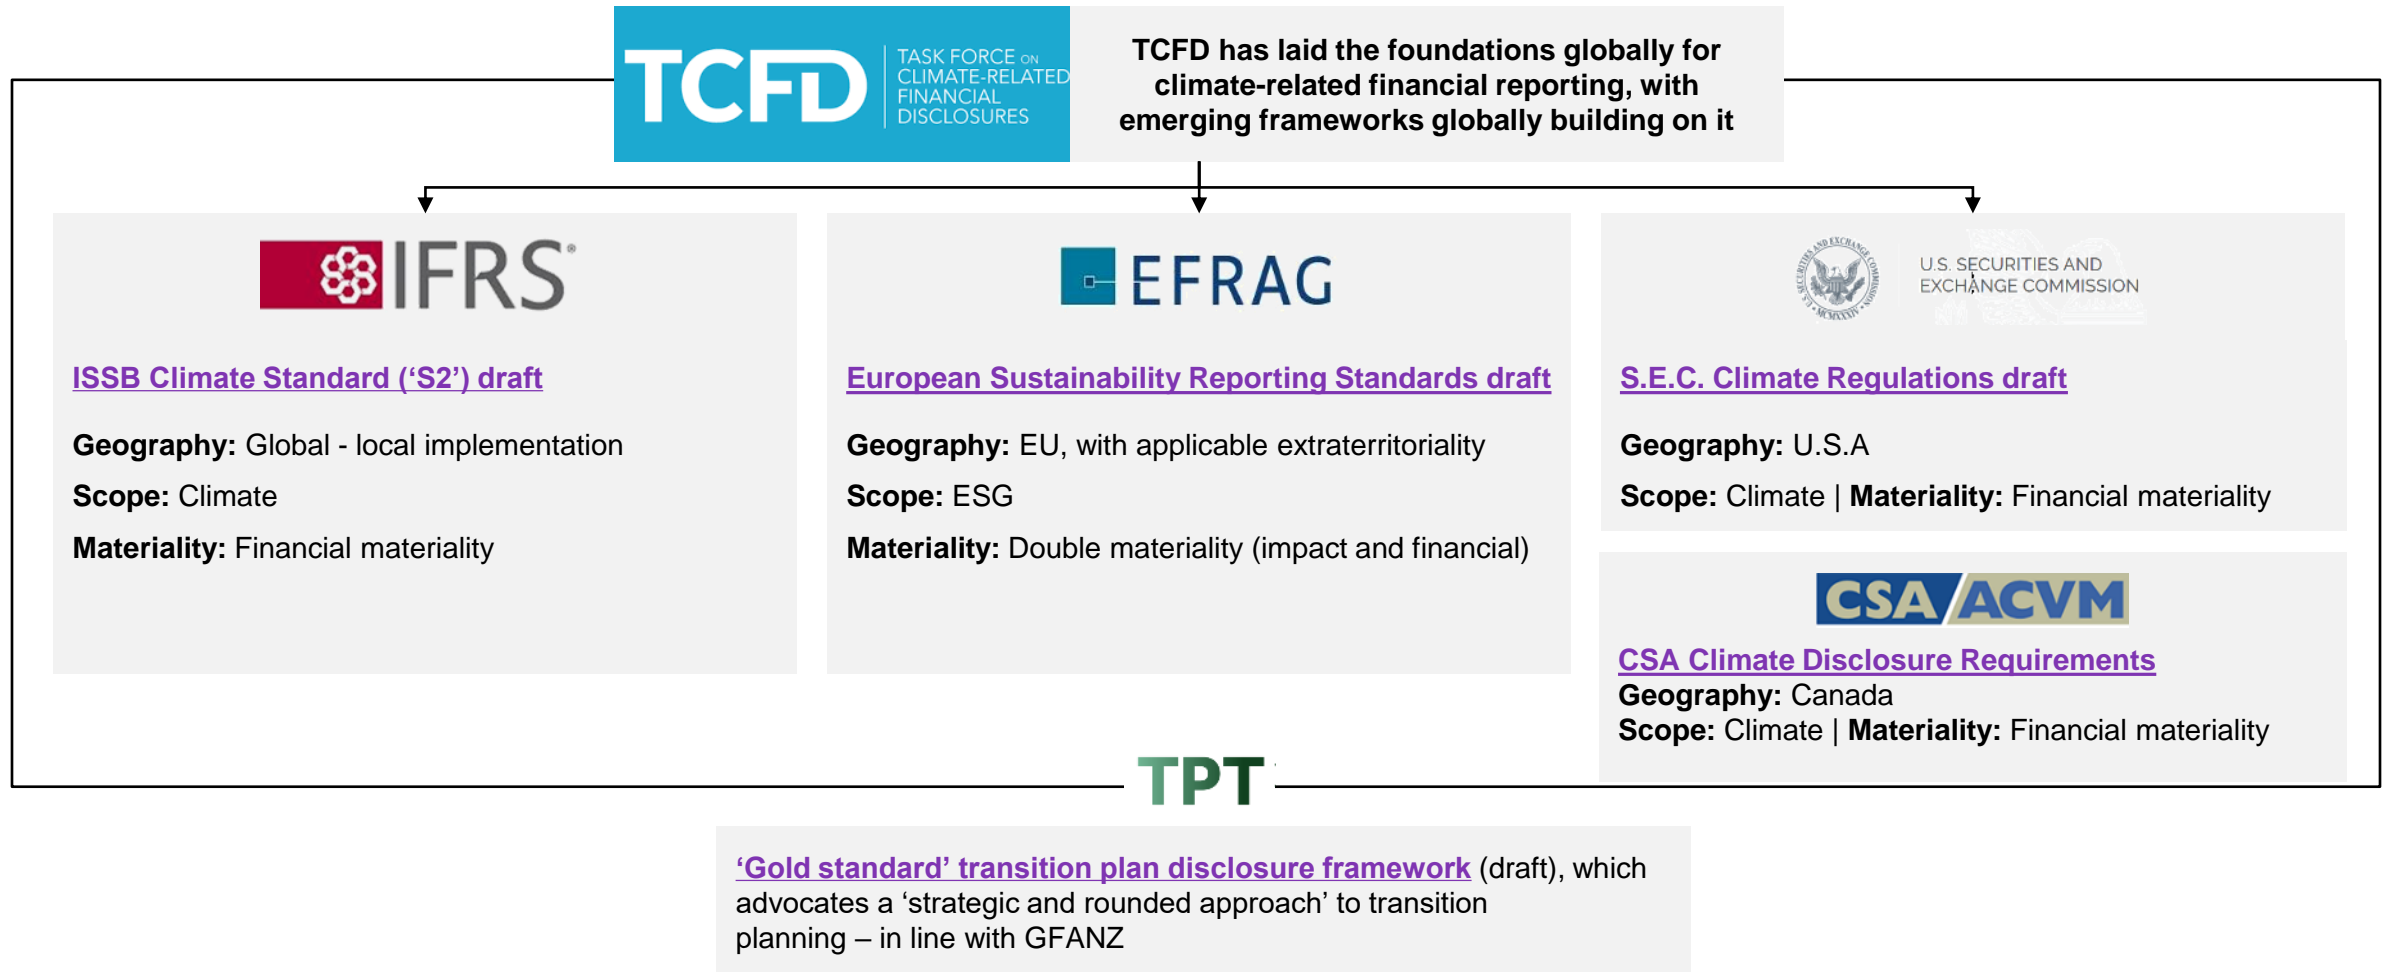 TCFD
TASK FORCE ON
CLIMATE-RELATED
FINANCIAL
DISCLOSURES
TCFD has laid the foundations globally for
climate-related financial reporting, with
emerging frameworks globally building on it
IFRS®
ISSB Climate Standard (‘S2’) draft
Geography: Global - local implementation
Scope: Climate
Materiality: Financial materiality
EFRAG
European Sustainability Reporting Standards draft
Geography: EU, with applicable extraterritoriality
Scope: ESG
Materiality: Double materiality (impact and financial)
U.S. SECURITIES AND EXCHANGE COMMISSION
MCMXXXIV
U.S. SECURITIES AND
EXCHANGE COMMISSION
S.E.C. Climate Regulations draft
Geography: U.S.A
Scope: Climate | Materiality: Financial materiality
CSA/ACVM
CSA Climate Disclosure Requirements
Geography: Canada
Scope: Climate | Materiality: Financial materiality
TPT
‘Gold standard’ transition plan disclosure framework (draft), which
advocates a ‘strategic and rounded approach’ to transition
planning – in line with GFANZ